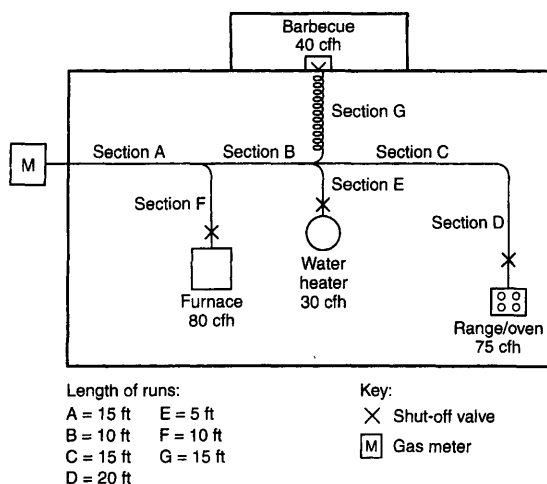 Barbecue
40 cfh
Section G
Section A
Section B
Section C
M
Section E
Section F
Section D
Water
heater
30 cfh
Furnace
80 cfh
Range/oven
75 cfh
Length of runs:
A = 15 ft E = 5 ft
B = 10 ft F = 10 ft
C = 15 ft G = 15 ft
D = 20 ft
Key:
Shut-off valve
M Gas meter